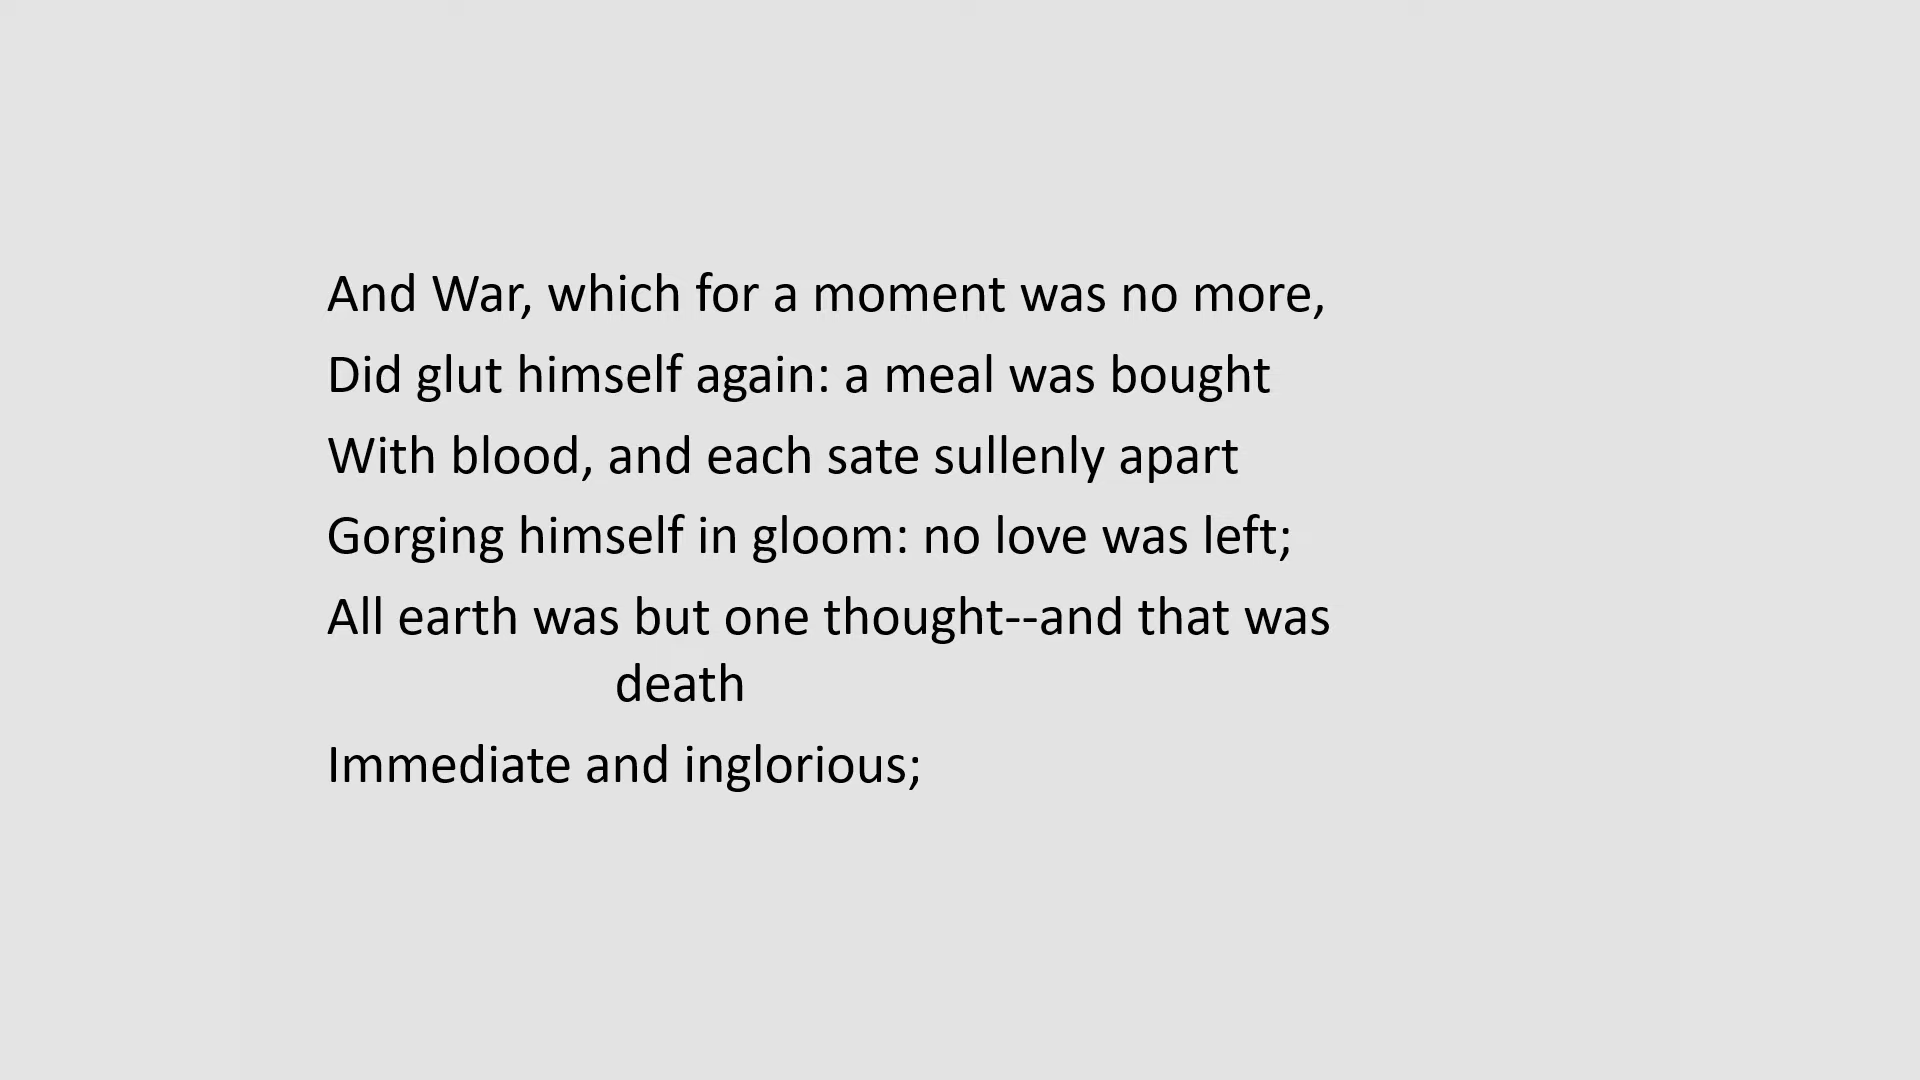 And War, which for a moment was no more,
Did glut himself again: a meal was bought
With blood, and each sate sullenly apart
Gorging himself in gloom: no love was left;
All earth was but one thought--and that was
death
Immediate and inglorious;